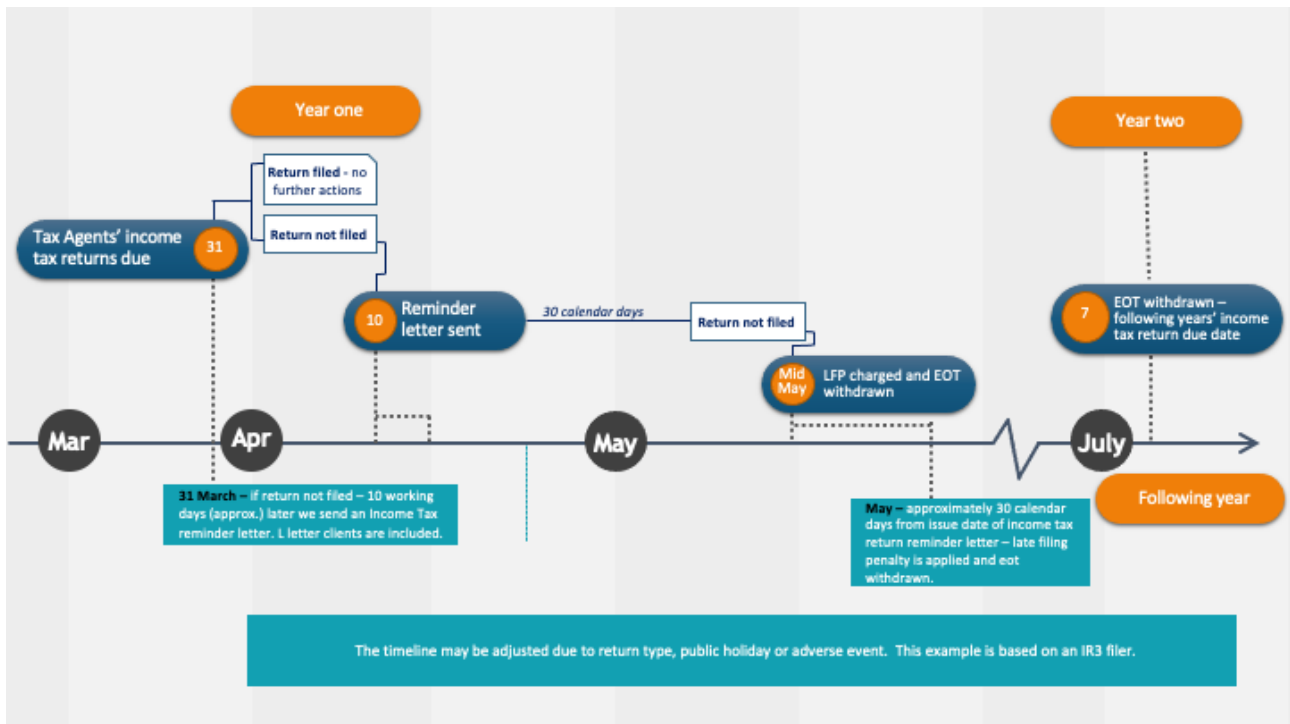 Year one
Year two
Return filed - no
further actions
Return not filed
Tax Agents' income
tax returns due
31
10
Reminder
letter sent
30 calendar days
Return not filed
7
EOT withdrawn –
following years' income
tax return due date
Mid
May
LFP charged and EOT
withdrawn
Mar
Apr
May
July
31 March – if return not filed – 10 working
days (approx.) later we send an Income Tax
reminder letter. L letter clients are included.
Following year
May – approximately 30 calendar
days from issue date of income tax
return reminder letter – late filing
penalty is applied and eot
withdrawn.
The timeline may be adjusted due to return type, public holiday or adverse event. This example is based on an IR3 filer.